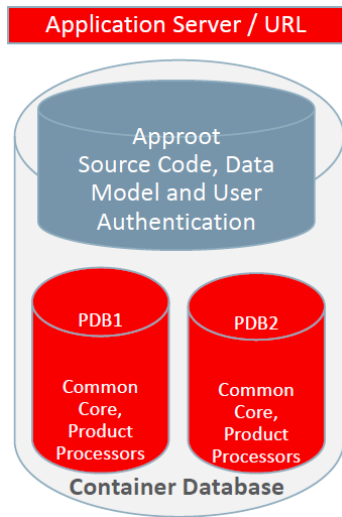 Application Server / URL
Approot
Source Code, Data
Model and User
Authentication
PDB1
Common
Core,
Product
Processors
PDB2
Common
Core,
Product
Processors
Container Database